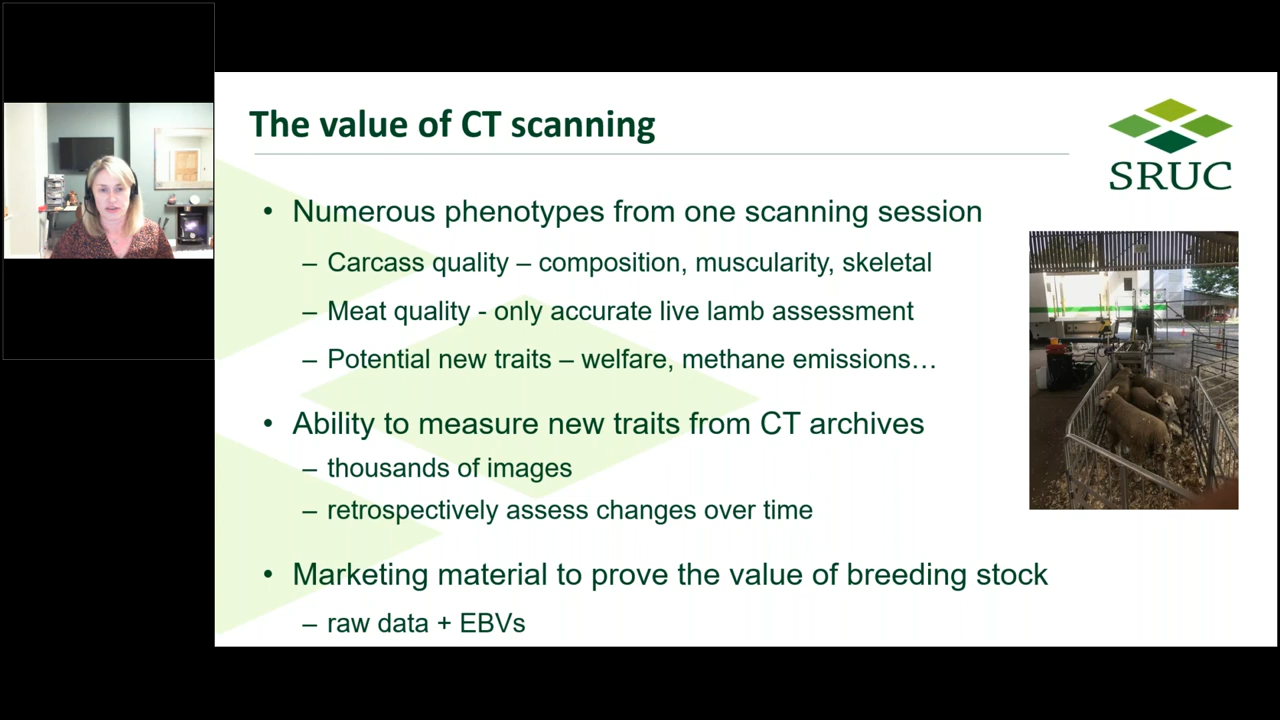 The value of CT scanning
SRUC
• Numerous phenotypes from one scanning session
– Carcass quality – composition, muscularity, skeletal
– Meat quality - only accurate live lamb assessment
– Potential new traits – welfare, methane emissions…
• Ability to measure new traits from CT archives
– thousands of images
– retrospectively assess changes over time
• Marketing material to prove the value of breeding stock
– raw data + EBVs